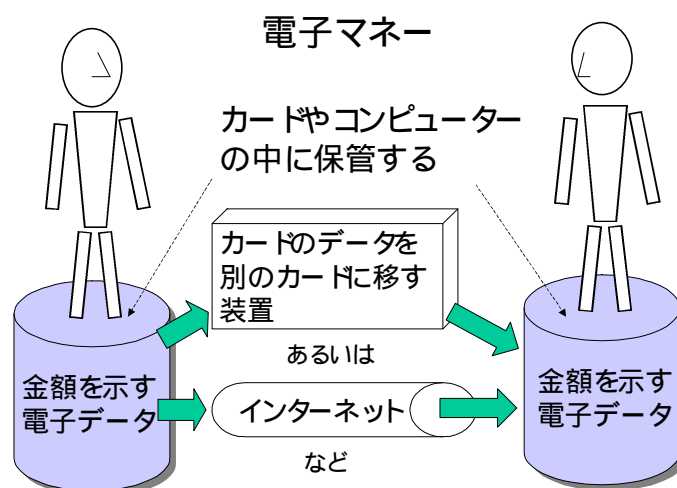 電子マネー
カードやコンピューター
の中に保管する
カードのデータを
別のカードに移す
装置
あるいは
金額を示す
電子データ
インターネット
金額を示す
電子データ
など